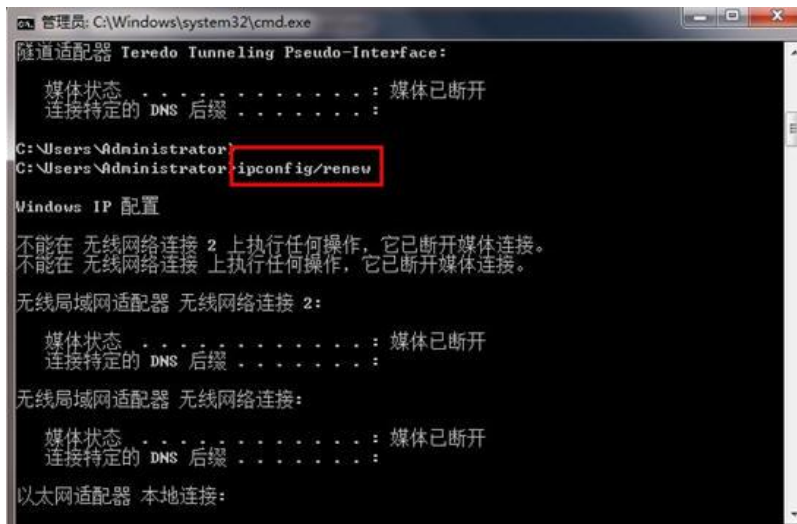 管理员: C:\Windows\system32\cmd.exe
隧道适配器 Teredo Tunneling Pseudo-Interface:
媒体状态 . . . . . . . . . . . . : 媒体已断开
连接特定的 DNS 后缀 . . . . . . . :
C:\Users\Administrator>
C:\Users\Administrator>ipconfig/renew
Windows IP 配置
不能在 无线网络连接 2 上执行任何操作，它已断开媒体连接。
不能在 无线网络连接 上执行任何操作，它已断开媒体连接。
无线局域网适配器 无线网络连接 2:
媒体状态 . . . . . . . . . . . . : 媒体已断开
连接特定的 DNS 后缀 . . . . . . . :
无线局域网适配器 无线网络连接:
媒体状态 . . . . . . . . . . . . : 媒体已断开
连接特定的 DNS 后缀 . . . . . . . :
以太网适配器 本地连接: